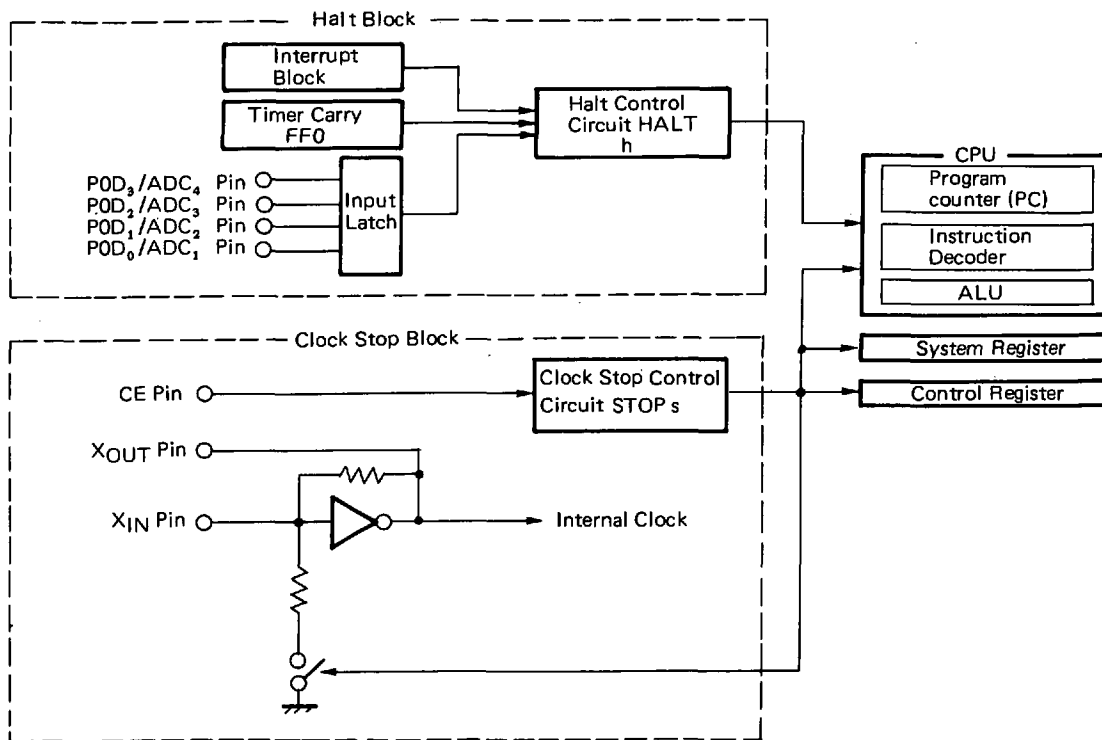 Halt Block
Interrupt
Block
Timer Carry
FF0
P0D₃/ADC₄ Pin
P0D₂/ADC₃ Pin
P0D₁/ADC₂ Pin
P0D₀/ADC₁ Pin
Input
Latch
Halt Control
Circuit HALT
h
CPU
Program
counter (PC)
Instruction
Decoder
ALU
System Register
Control Register
Clock Stop Block
CE Pin
Clock Stop Control
Circuit STOP s
XOUT Pin
XIN Pin
Internal Clock